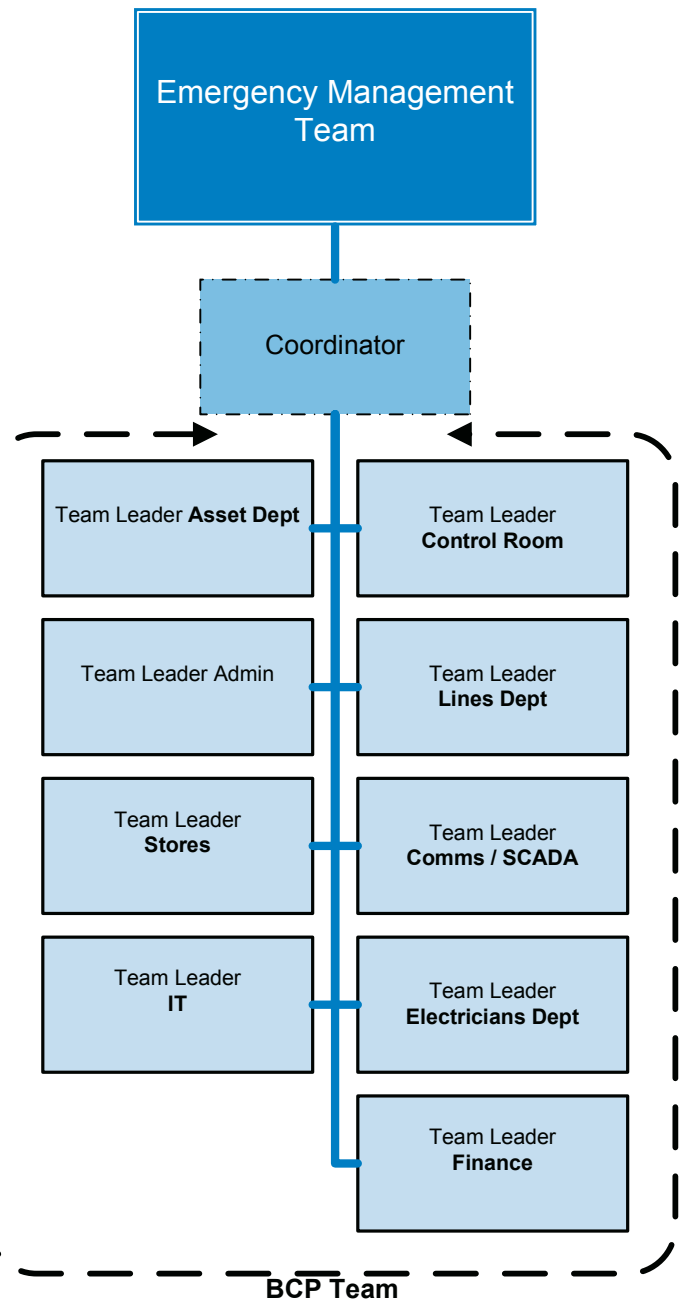 Emergency Management
Team
Coordinator
Team Leader Asset Dept
Team Leader
Control Room
Team Leader Admin
Team Leader
Lines Dept
Team Leader
Stores
Team Leader
Comms / SCADA
Team Leader
IT
Team Leader
Electricians Dept
Team Leader
Finance
BCP Team